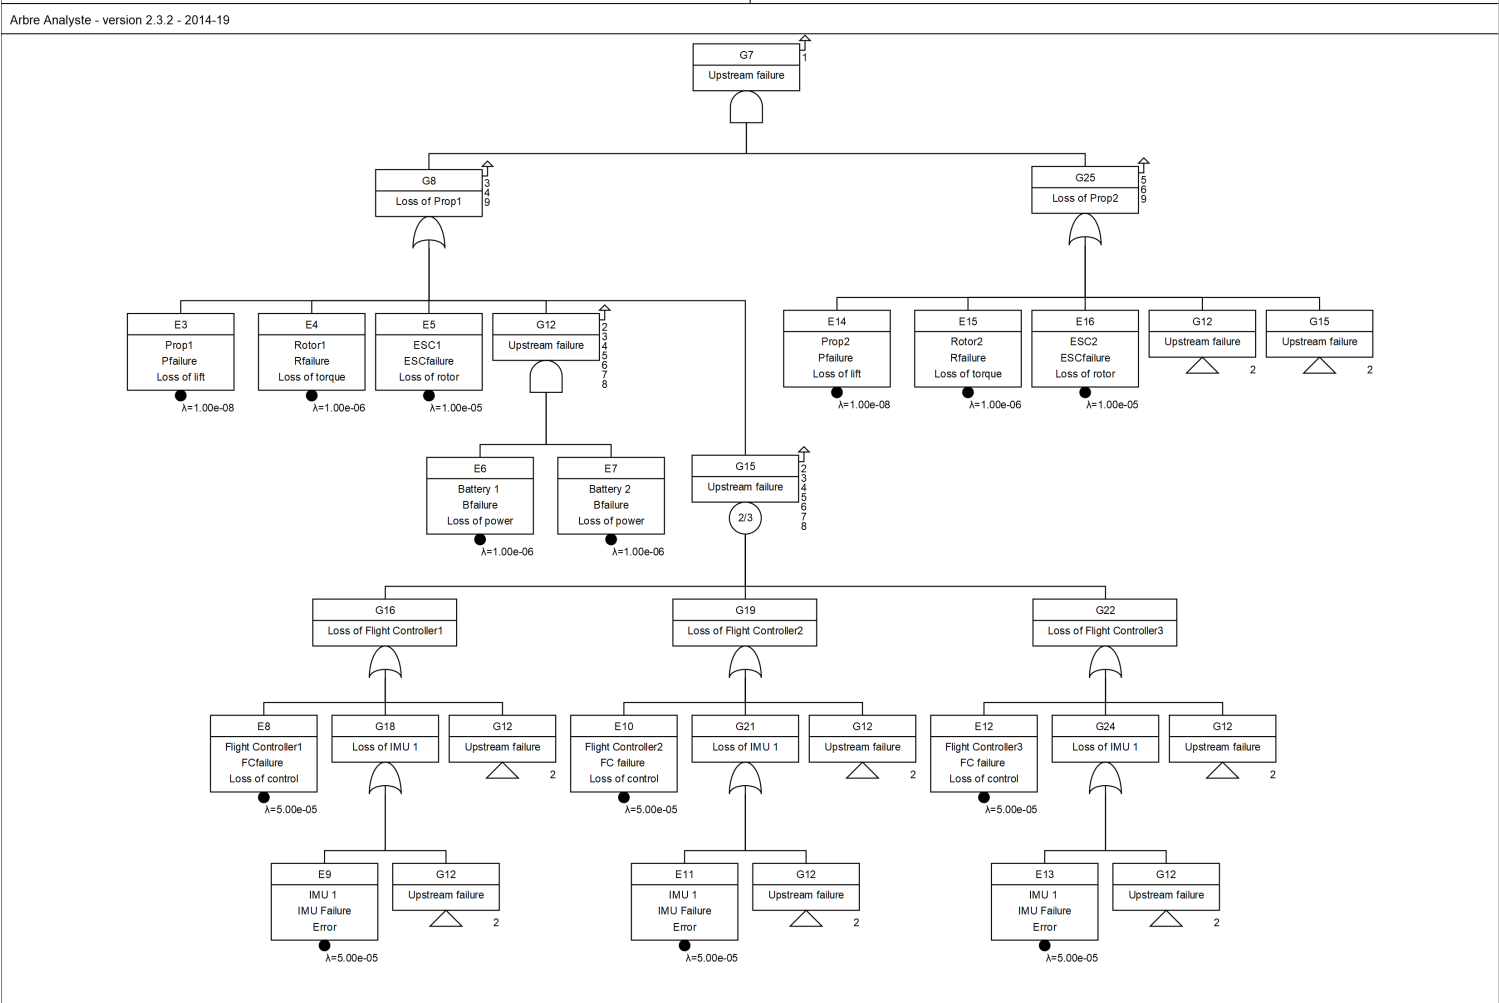 Arbre Analyste - version 2.3.2 - 2014-19
G7
1
Upstream failure
G8
3
4
9
Loss of Prop1
G25
5
6
9
Loss of Prop2
E3
Prop1
Pfailure
Loss of lift
λ=1.00e-08
E4
Rotor1
Rfailure
Loss of torque
λ=1.00e-06
E5
ESC1
ESCfailure
Loss of rotor
λ=1.00e-05
G12
Upstream failure
2
3
4
5
6
7
8
E14
Prop2
Pfailure
Loss of lift
λ=1.00e-08
E15
Rotor2
Rfailure
Loss of torque
λ=1.00e-06
E16
ESC2
ESCfailure
Loss of rotor
λ=1.00e-05
G12
Upstream failure
2
G15
Upstream failure
2
E6
Battery 1
Bfailure
Loss of power
λ=1.00e-06
E7
Battery 2
Bfailure
Loss of power
λ=1.00e-06
G15
Upstream failure
2
3
4
5
6
7
8
2/3
G16
Loss of Flight Controller1
G19
Loss of Flight Controller2
G22
Loss of Flight Controller3
E8
Flight Controller1
FCfailure
Loss of control
λ=5.00e-05
G18
Loss of IMU 1
G12
Upstream failure
2
E10
Flight Controller2
FC failure
Loss of control
λ=5.00e-05
G21
Loss of IMU 1
G12
Upstream failure
2
E12
Flight Controller3
FC failure
Loss of control
λ=5.00e-05
G24
Loss of IMU 1
G12
Upstream failure
2
E9
IMU 1
IMU Failure
Error
λ=5.00e-05
G12
Upstream failure
2
E11
IMU 1
IMU Failure
Error
λ=5.00e-05
G12
Upstream failure
2
E13
IMU 1
IMU Failure
Error
λ=5.00e-05
G12
Upstream failure
2